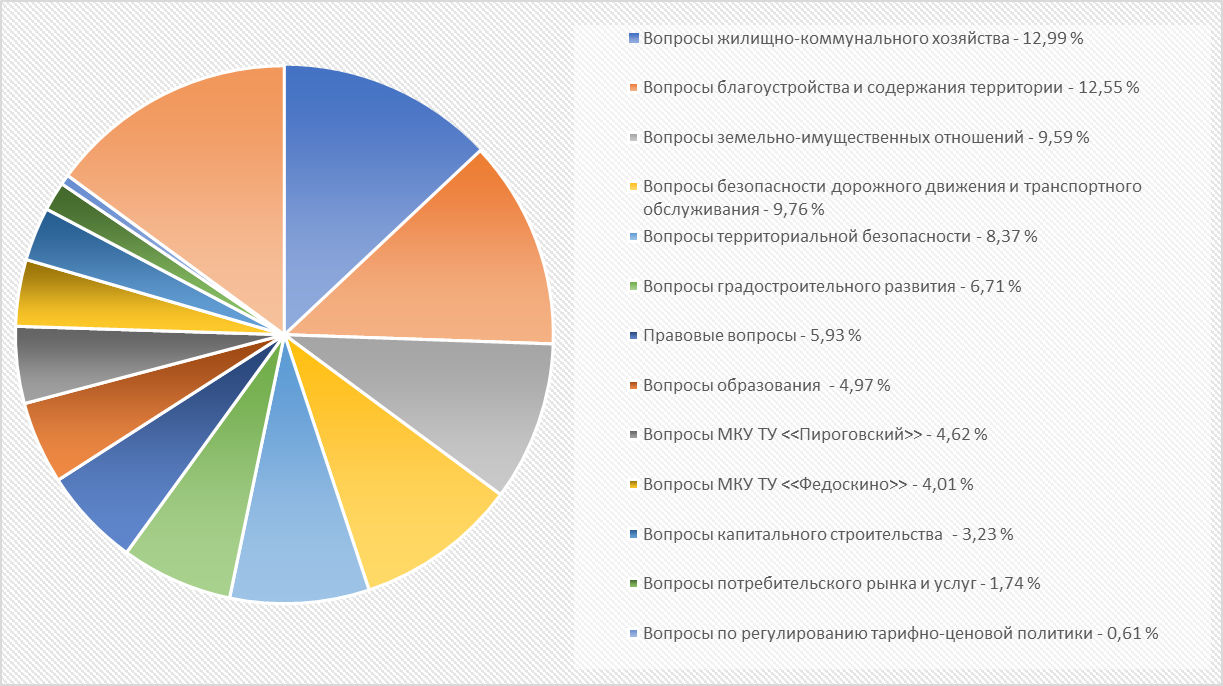 Вопросы жилищно-коммунального хозяйства - 12,99 %
Вопросы благоустройства и содержания территории - 12,55 %
Вопросы земельно-имущественных отношений - 9,59 %
Вопросы безопасности дорожного движения и транспортного
обслуживания - 9,76 %
Вопросы территориальной безопасности - 8,37 %
Вопросы градостроительного развития - 6,71 %
Правовые вопросы - 5,93 %
Вопросы образования - 4,97 %
Вопросы МКУ ТУ <<Пироговский>> - 4,62 %
Вопросы МКУ ТУ <<Федоскино>> - 4,01 %
Вопросы капитального строительства - 3,23 %
Вопросы потребительского рынка и услуг - 1,74 %
Вопросы по регулированию тарифно-ценовой политики - 0,61 %